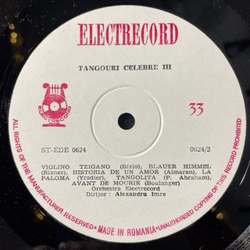 ELECTRECORD
TANGOURI CELEBRE III
33
ST-EDE 0624
0624/2
VIOLINO TZIGANO (Bixio), BLAUER HIMMEL
(Rixner), HISTORIA DE UN AMOR (Almaran), LA
PALOMA (Yradier), TANGOLITA (P. Abraham),
AVANT DE MOURIR (Boulanger)
Orchestra Electrecord
Dirijor : Alexandru Imre
ALL RIGHTS OF THE MANUFACTURER RESERVED • MADE IN ROMANIA • UNAUTHORISED COPYING OF THIS RECORD PROHIBITED